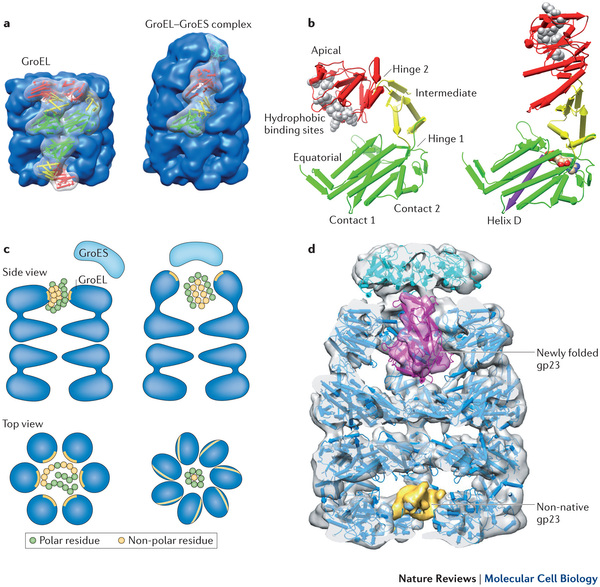 a
GroEL
GroEL–GroES complex
b
Apical
Hinge 2
Intermediate
Hydrophobic
binding sites
Hinge 1
Equatorial
Contact 2
Contact 1
Helix D
c
GroES
Side view
GroEL
Top view
Polar residue
Non-polar residue
d
Newly folded
gp23
Non-native
gp23
Nature Reviews | Molecular Cell Biology